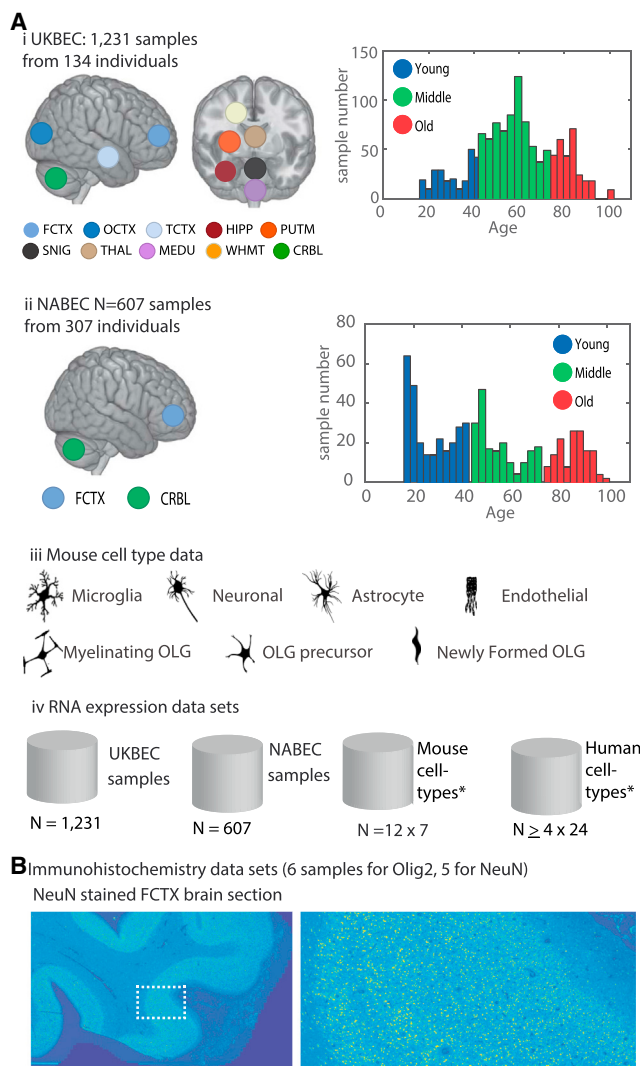 A
i UKBEC: 1,231 samples
from 134 individuals
FCTX OCTX TCTX HIPP PUTM
SNIG THAL MEDU WHMT CRBL
150
100
50
0
sample number
Young
Middle
Old
0 20 40 60 80 100
Age
ii NABEC N=607 samples
from 307 individuals
FCTX CRBL
80
60
40
20
0
sample number
Young
Middle
Old
0 20 40 60 80 100
Age
iii Mouse cell type data
Microglia Neuronal Astrocyte Endothelial
Myelinating OLG OLG precursor Newly Formed OLG
iv RNA expression data sets
UKBEC
samples
N = 1,231
NABEC
samples
N = 607
Mouse
cell-
types*
N =12 x 7
Human
cell-
types*
N ≥ 4 x 24
B Immunohistochemistry data sets (6 samples for Olig2, 5 for NeuN)
NeuN stained FCTX brain section